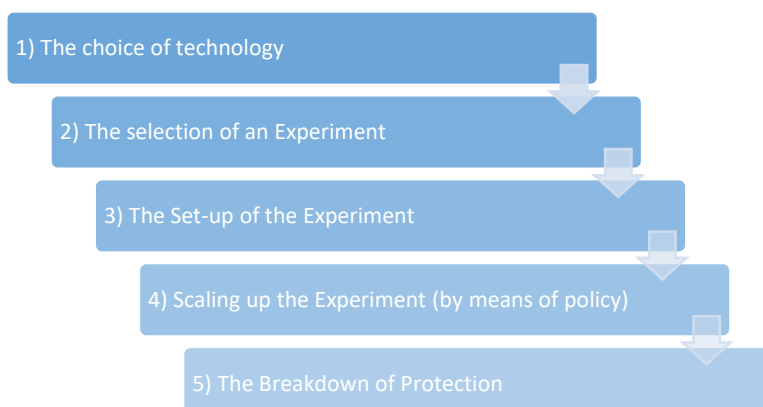 1) The choice of technology
2) The selection of an Experiment
3) The Set-up of the Experiment
4) Scaling up the Experiment (by means of policy)
5) The Breakdown of Protection